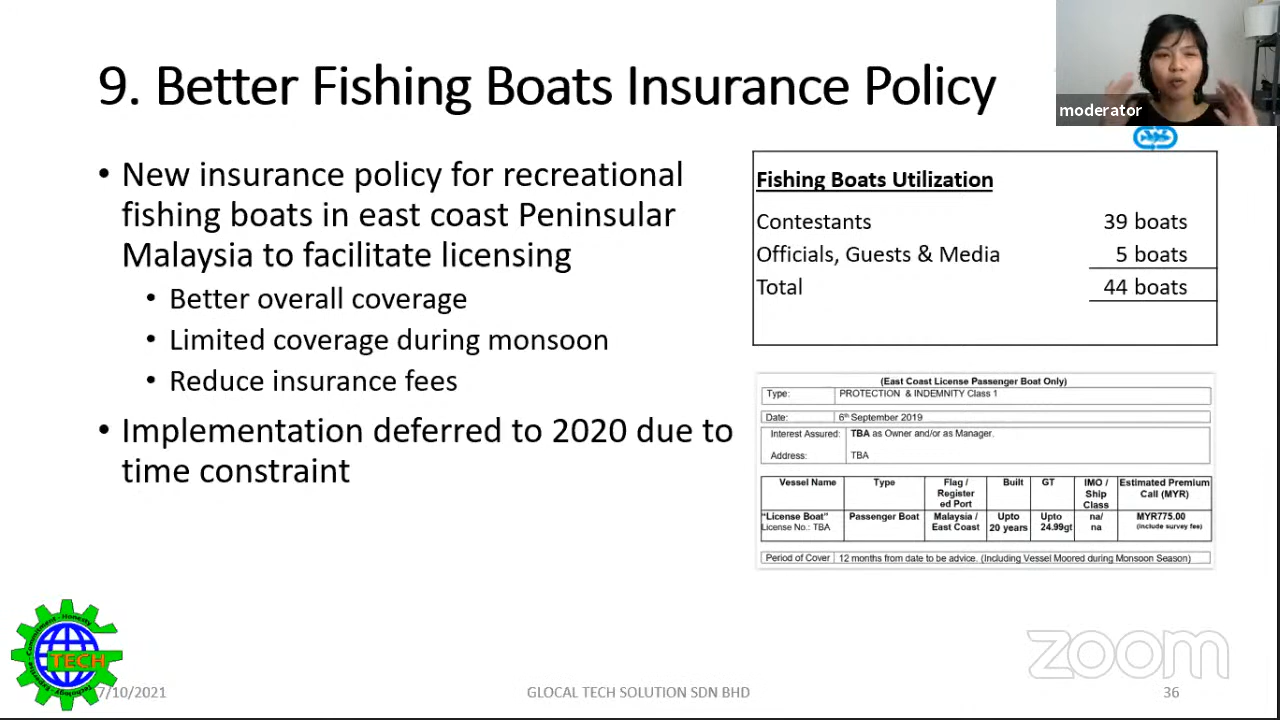 9. Better Fishing Boats Insurance Policy
moderator
• New insurance policy for recreational
fishing boats in east coast Peninsular
Malaysia to facilitate licensing
• Better overall coverage
• Limited coverage during monsoon
• Reduce insurance fees
• Implementation deferred to 2020 due to
time constraint
Fishing Boats Utilization
Contestants 39 boats
Officials, Guests & Media 5 boats
Total 44 boats
(East Coast License Passenger Boat Only)
Type: PROTECTION & INDEMNITY Class 1
Date: 6th September 2019
Interest Assured: TBA as Owner and/or as Manager.
Address: TBA
Vessel Name Type Flag / Registered Port Built GT IMO / Ship Class Estimated Premium Call (MYR)
"License Boat" Passenger Boat Malaysia / East Coast Upto 20 years Upto 24.99gt na/ na MYR775.00
License No.: TBA (include survey fee)
Period of Cover 12 months from date to be advice. (Including Vessel Moored during Monsoon Season)
TECH
Commitment - Honesty
7/10/2021
GLOCAL TECH SOLUTION SDN BHD
36
zoom